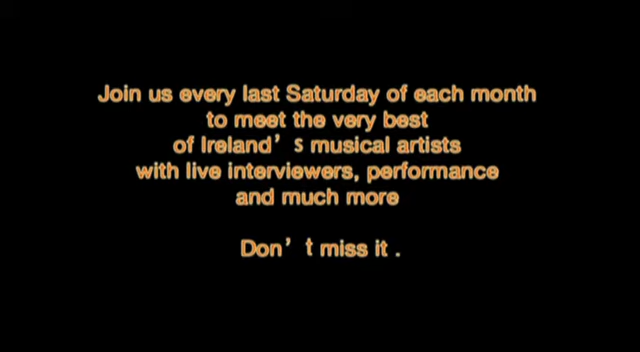 Join us every last Saturday of each month
to meet the very best
of Ireland’s musical artists
with live interviewers, performance
and much more
Don’t miss it .